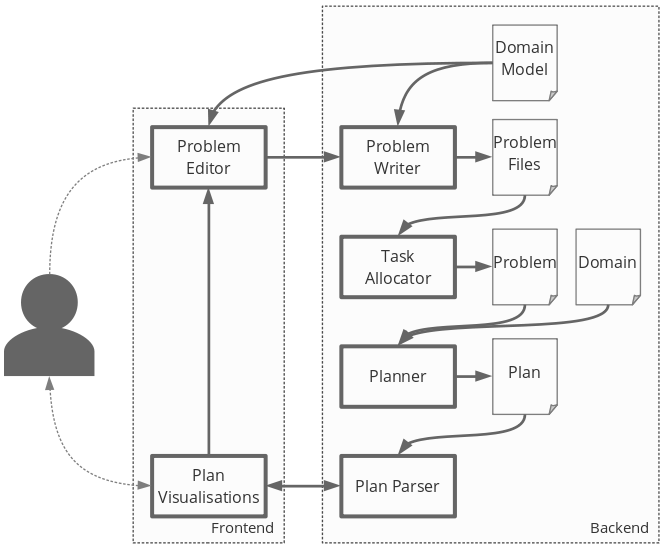 Domain
Model
Problem
Editor
Problem
Writer
Problem
Files
Task
Allocator
Problem
Domain
Planner
Plan
Plan
Visualisations
Plan Parser
Frontend
Backend